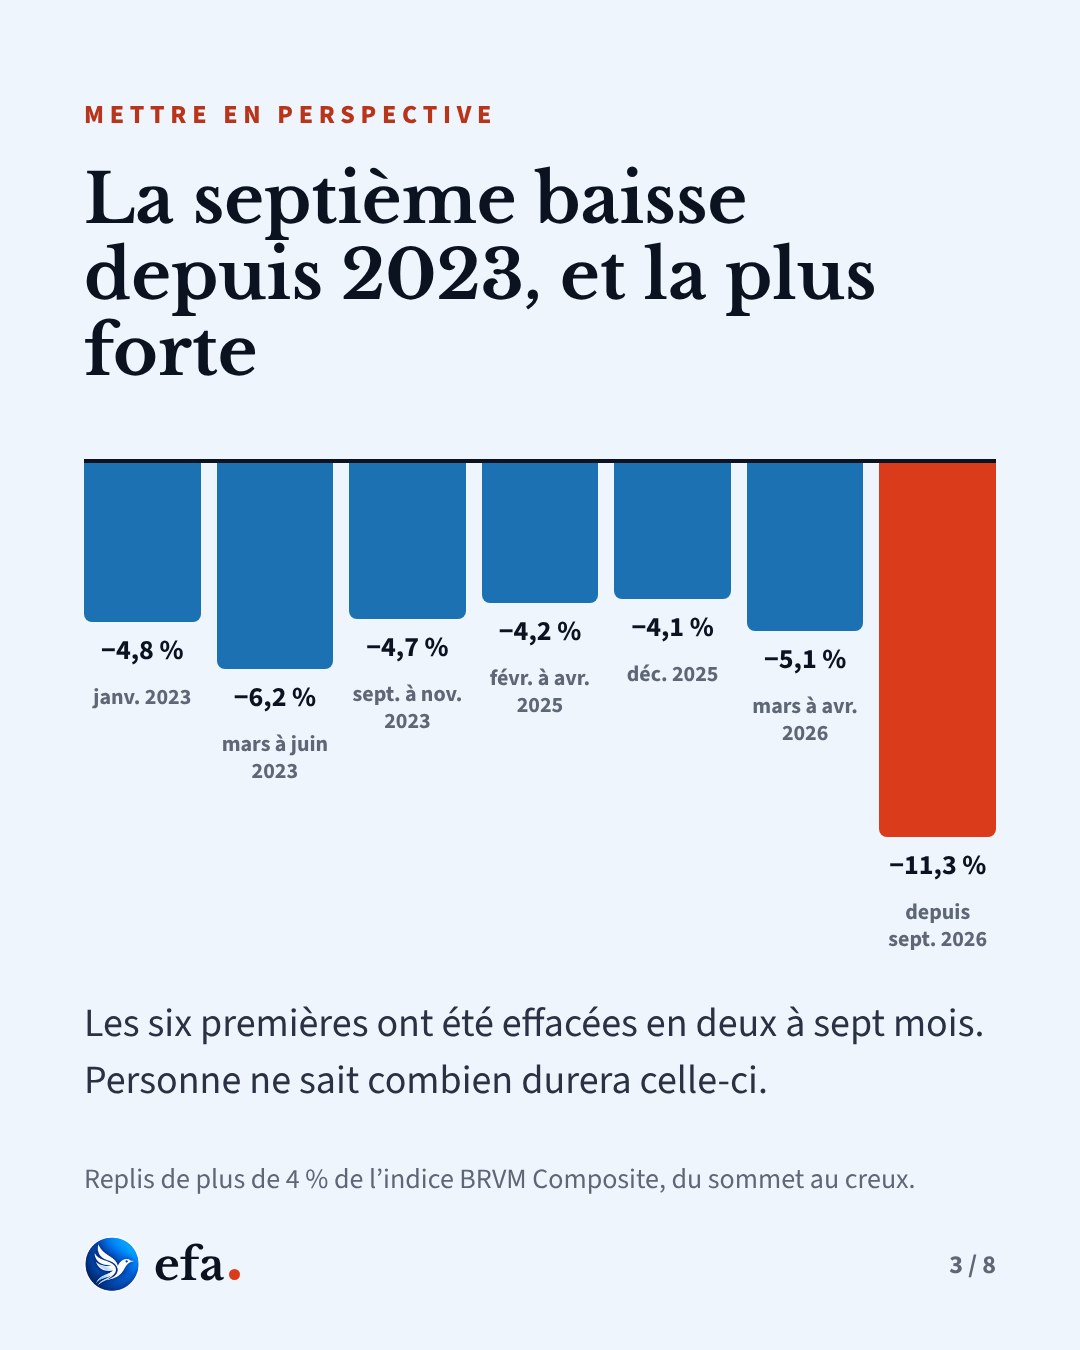 METTRE EN PERSPECTIVE
La septième baisse
depuis 2023, et la plus
forte
−4,8 %
janv. 2023
−6,2 %
mars à juin
2023
−4,7 %
sept. à nov.
2023
−4,2 %
févr. à avr.
2025
−4,1 %
déc. 2025
−5,1 %
mars à avr.
2026
−11,3 %
depuis
sept. 2026
Les six premières ont été effacées en deux à sept mois.
Personne ne sait combien durera celle-ci.
Replis de plus de 4 % de l’indice BRVM Composite, du sommet au creux.
efa.
3 / 8